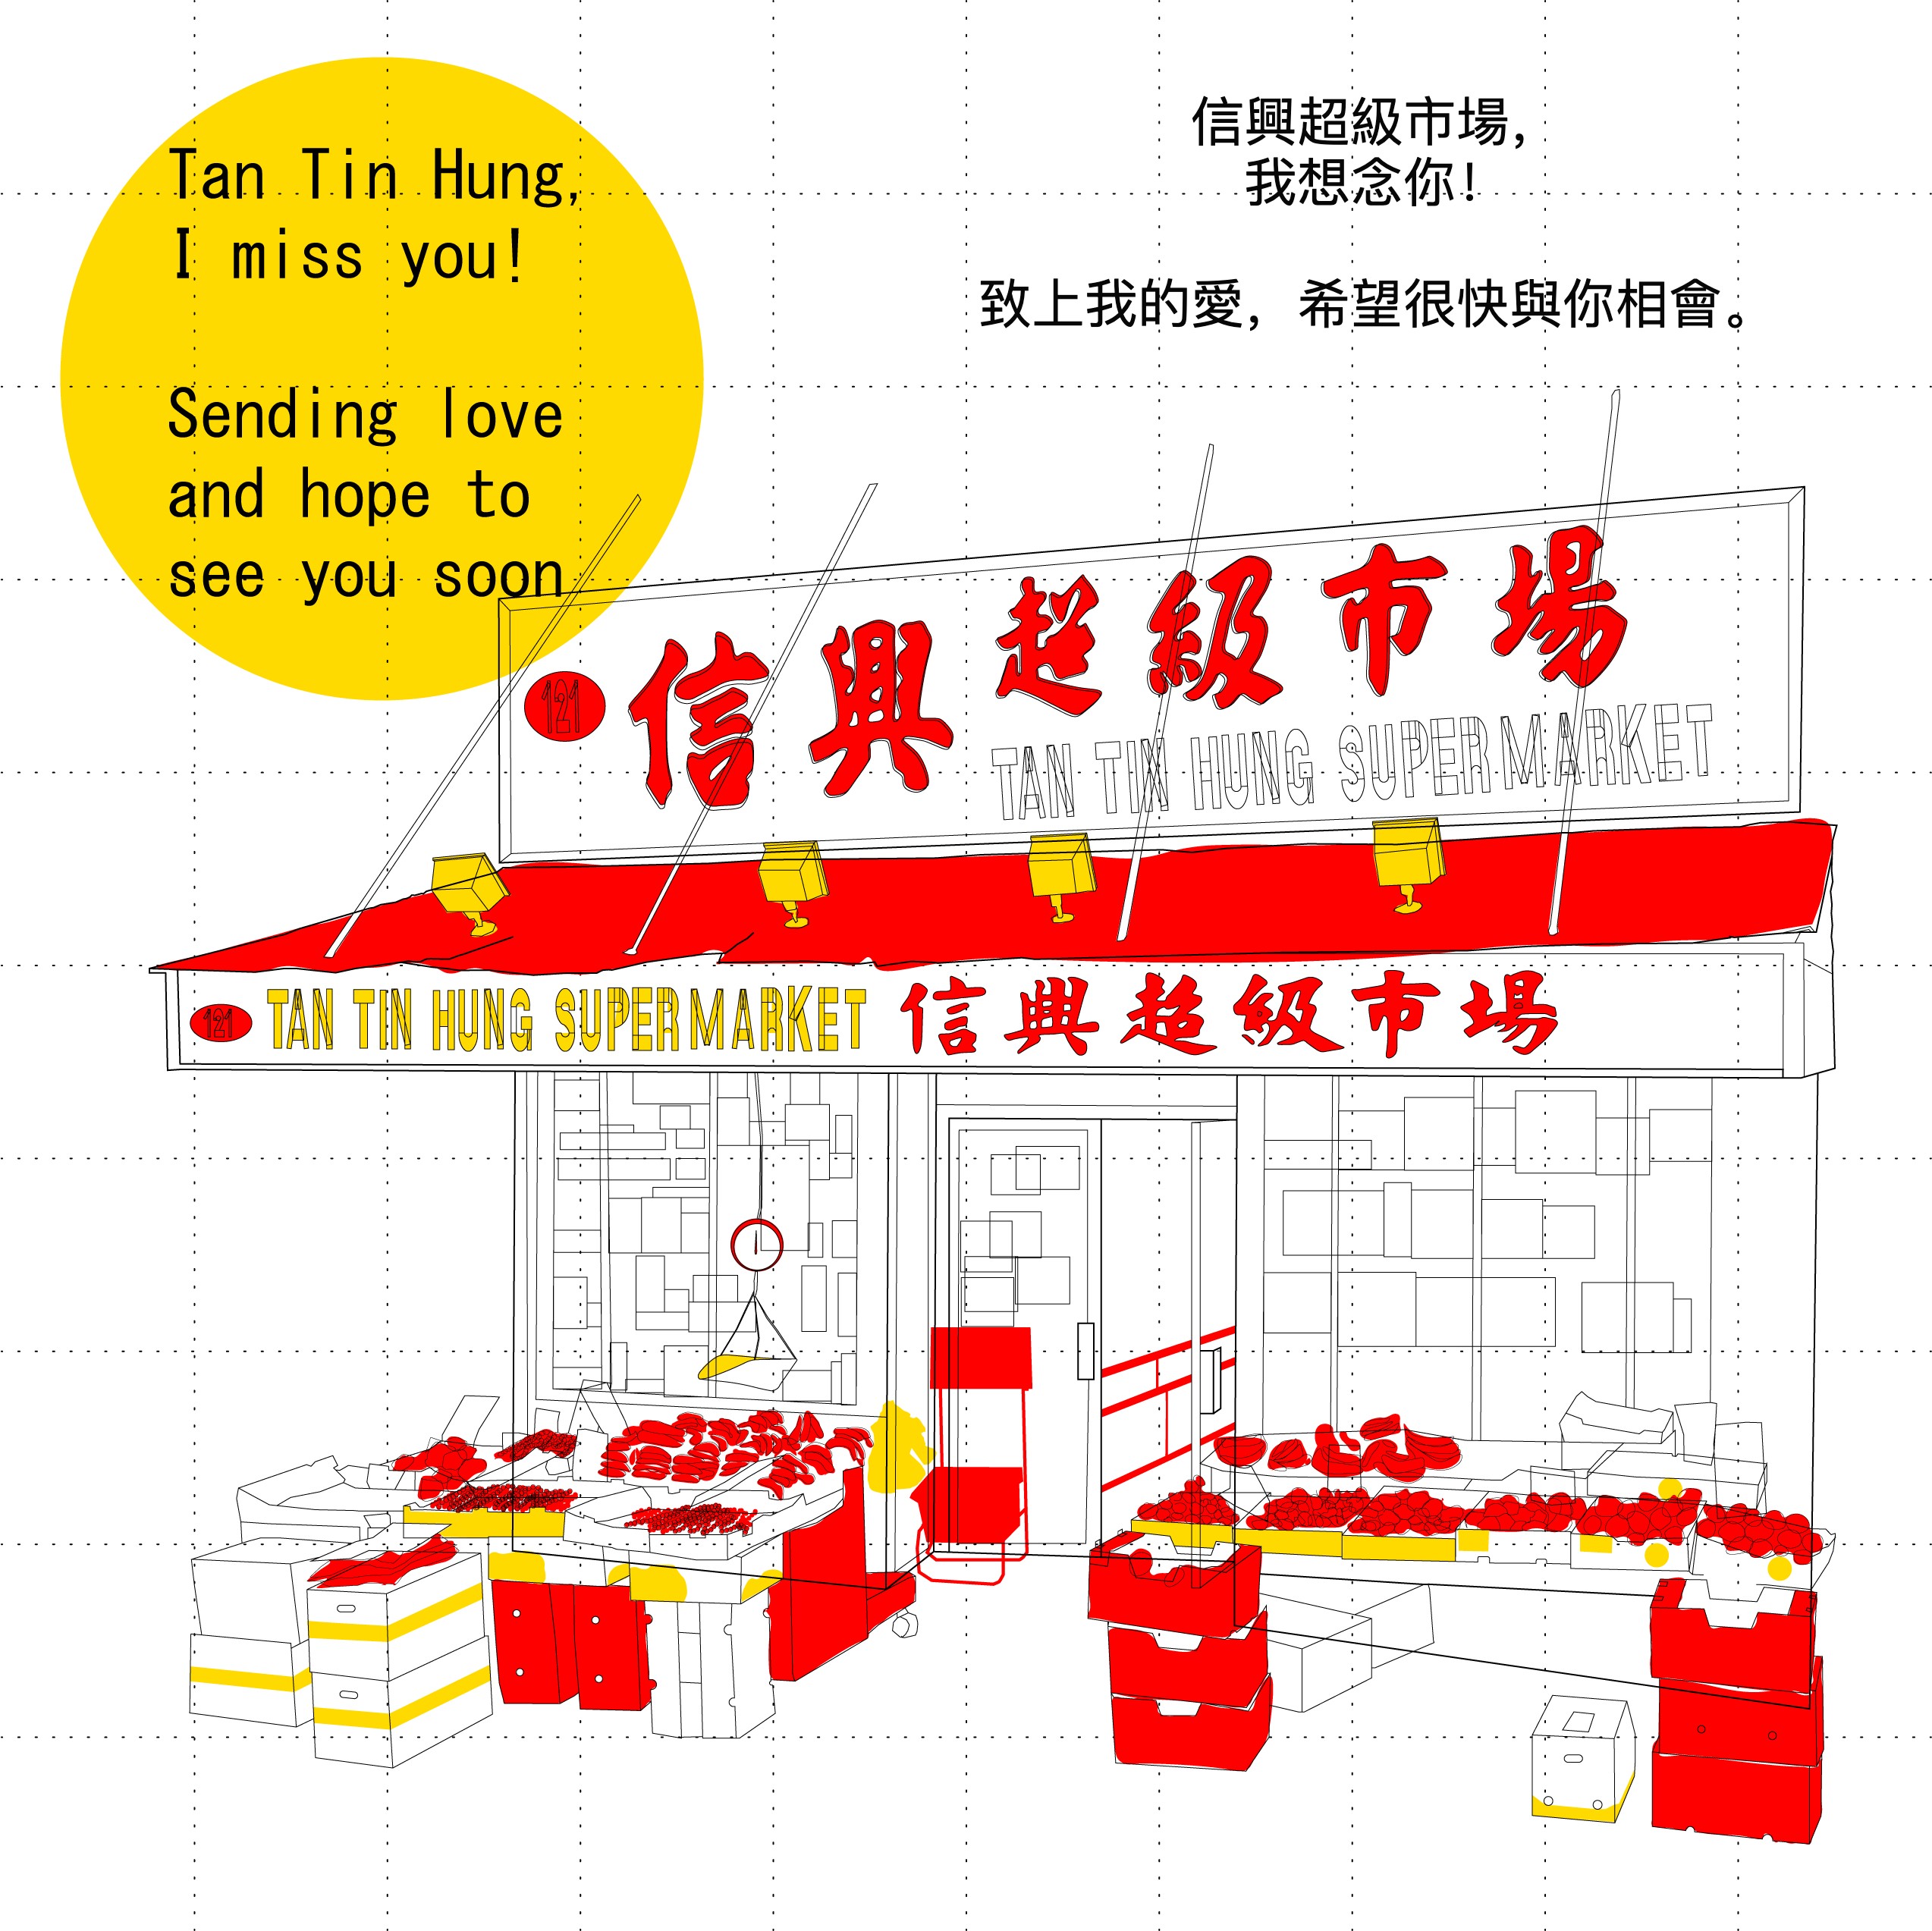 Tan Tin Hung,
I miss you!
Sending love
and hope to
see you soon
信興超級市場,
我想念你!
致上我的愛, 希望很快與你相會。
121 信興超級市場
TAN TIN HUNG SUPERMARKET
121 TAN TIN HUNG SUPERMARKET 信興超級市場